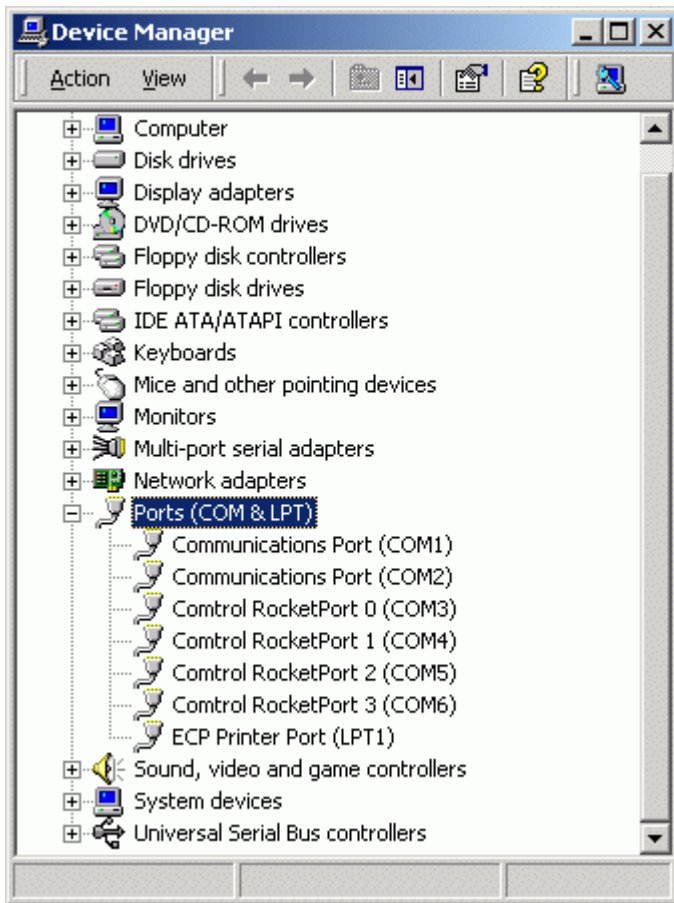 Device Manager
Action View
Computer
Disk drives
Display adapters
DVD/CD-ROM drives
Floppy disk controllers
Floppy disk drives
IDE ATA/ATAPI controllers
Keyboards
Mice and other pointing devices
Monitors
Multi-port serial adapters
Network adapters
Ports (COM & LPT)
Communications Port (COM1)
Communications Port (COM2)
Comtrol RocketPort 0 (COM3)
Comtrol RocketPort 1 (COM4)
Comtrol RocketPort 2 (COM5)
Comtrol RocketPort 3 (COM6)
ECP Printer Port (LPT1)
Sound, video and game controllers
System devices
Universal Serial Bus controllers